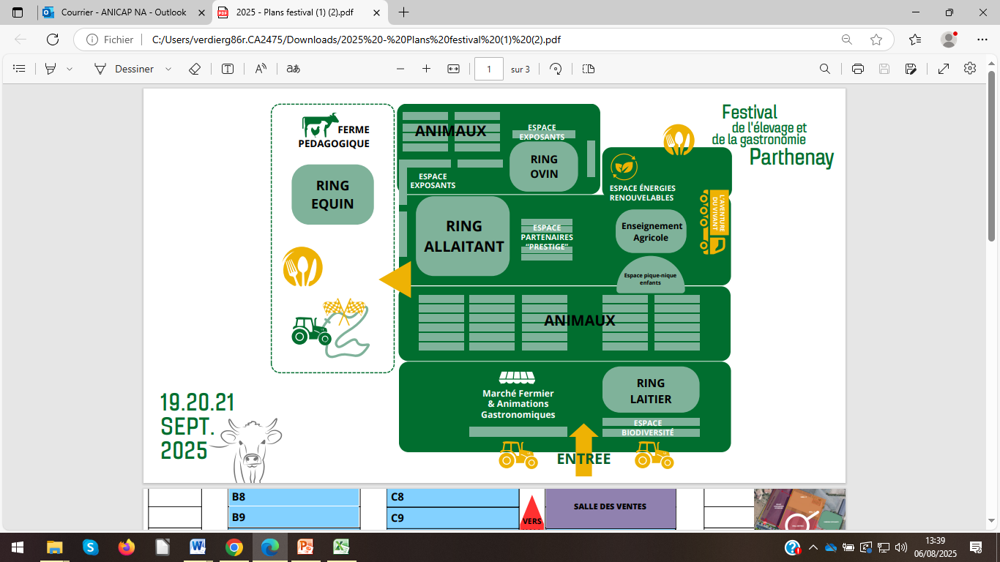 Courrier - ANICAP NA - Outlook
2025 - Plans festival (1) (2).pdf
Fichier
C:/Users/verdierg86r.CA2475/Downloads/2025%20-%20Plans%20festival%20(1)%20(2).pdf
Dessiner
1
sur 3
FERME
PEDAGOGIQUE
RING
EQUIN
ANIMAUX
ESPACE
EXPOSANTS
RING
OVIN
ESPACE
EXPOSANTS
Festival
de l'élevage et
de la gastronomie
Parthenay
ESPACE ÉNERGIES
RENOUVELABLES
L'AVENTURE
DU VIVANT
RING
ALLAITANT
ESPACE
PARTENAIRES
“PRESTIGE”
Enseignement
Agricole
Espace pique-nique
enfants
ANIMAUX
Marché Fermier
& Animations
Gastronomiques
RING
LAITIER
ESPACE
BIODIVERSITÉ
ENTREE
19.20.21
SEPT.
2025
B8
C8
SALLE DES VENTES
B9
C9
VERS
13:39
06/08/2025